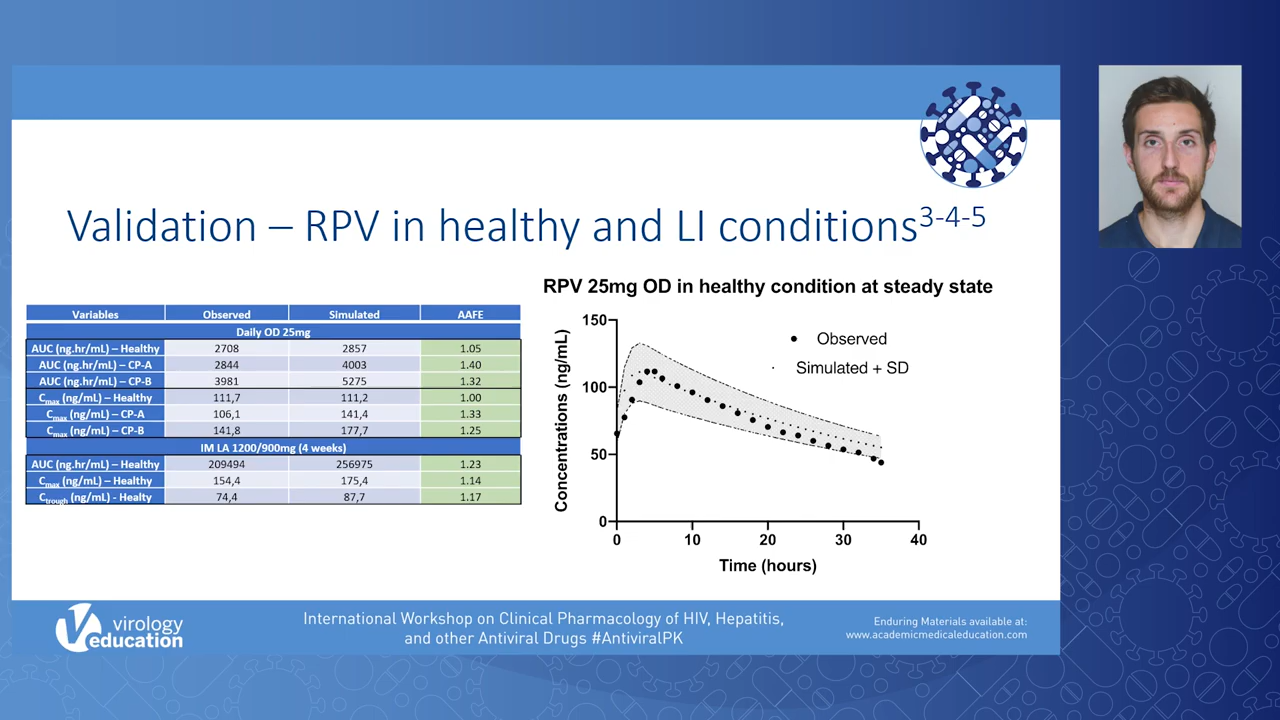 Validation – RPV in healthy and LI conditions3-4-5
Variables Observed Simulated AAFE
Daily OD 25mg
AUC (ng.hr/mL) – Healthy 2708 2857 1.05
AUC (ng.hr/mL) – CP-A 2844 4003 1.40
AUC (ng.hr/mL) – CP-B 3981 5275 1.32
Cmax (ng/mL) – Healthy 111,7 111,2 1.00
Cmax (ng/mL) – CP-A 106,1 141,4 1.33
Cmax (ng/mL) – CP-B 141,8 177,7 1.25
IM LA 1200/900mg (4 weeks)
AUC (ng/mL) – Healthy 209494 256975 1.23
Cmax (ng/mL) – Healthy 154,4 175,4 1.14
Ctrough (ng/mL) - Healty 74,4 87,7 1.17
RPV 25mg OD in healthy condition at steady state
Concentrations (ng/mL)
150
100
50
0
Observed
Simulated + SD
0 10 20 30 40
Time (hours)
virology
education
International Workshop on Clinical Pharmacology of HIV, Hepatitis,
and other Antiviral Drugs #AntiviralPK
Enduring Materials available at:
www.academicmedicaleducation.com